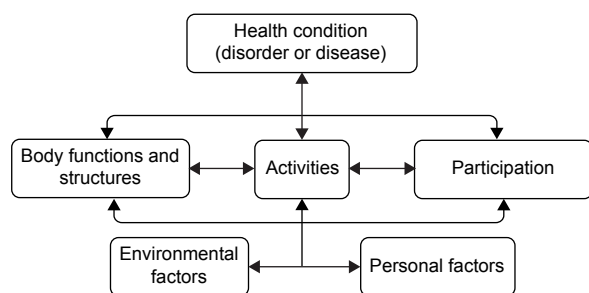 Health condition
(disorder or disease)
Body functions and
structures
Activities
Participation
Environmental
factors
Personal factors